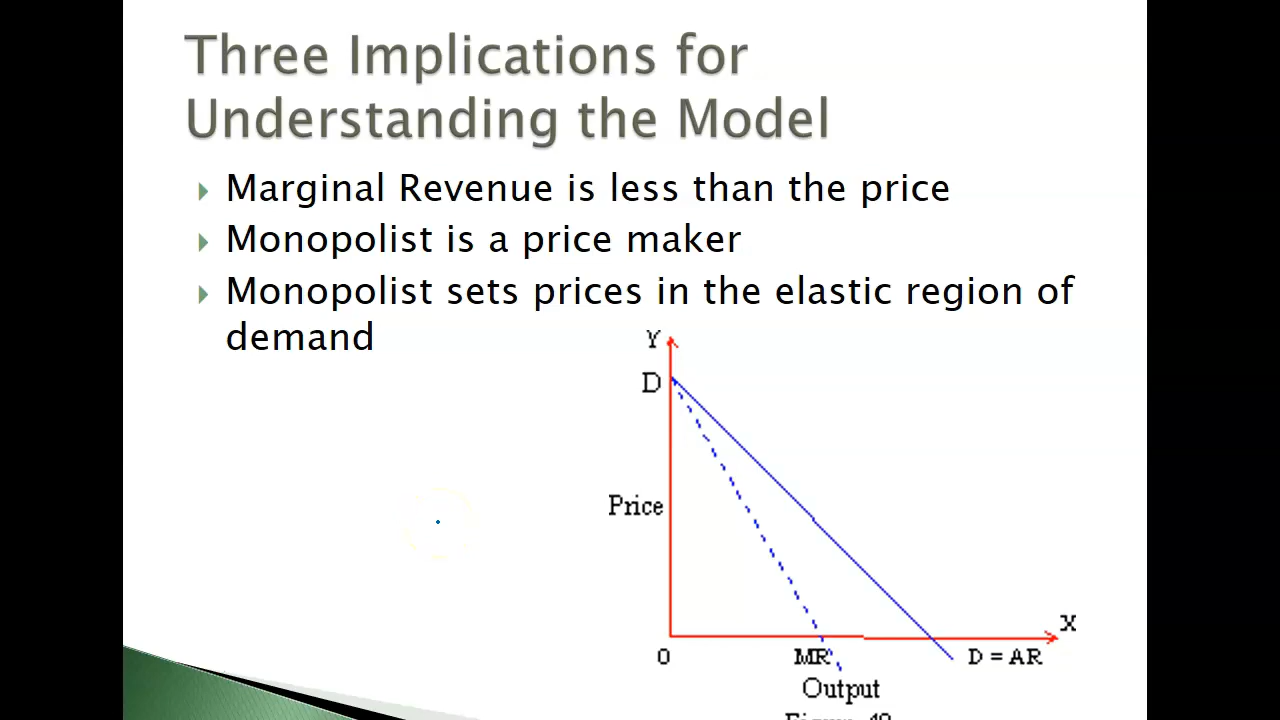 Three Implications for
Understanding the Model
Marginal Revenue is less than the price
Monopolist is a price maker
Monopolist sets prices in the elastic region of
demand
Y
D
Price
X
0
MR
D = AR
Output